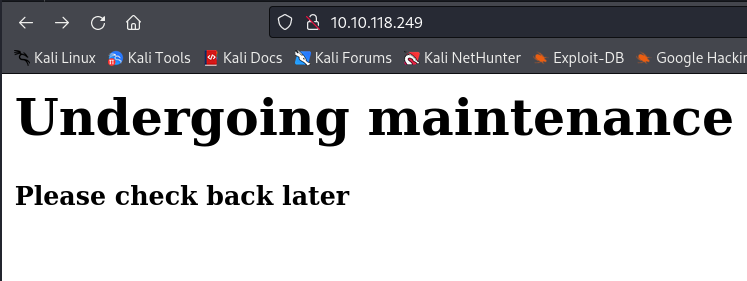 10.10.118.249
Kali Linux Kali Tools Kali Docs Kali Forums Kali NetHunter Exploit-DB Google Hackin
Undergoing maintenance
Please check back later